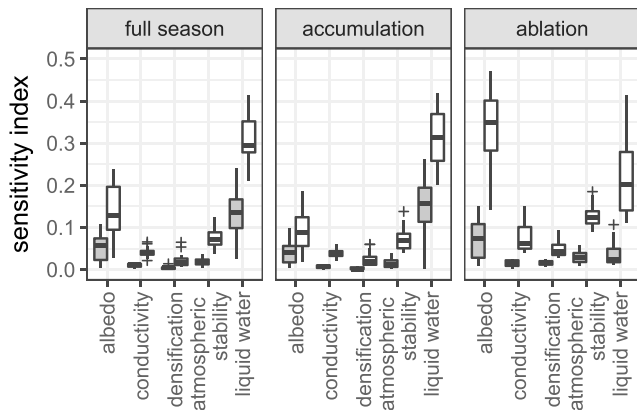 full season
accumulation
ablation
sensitivity index
0.5
0.4
0.3
0.2
0.1
0.0
albedo
conductivity
densification
atmospheric
stability
liquid water
albedo
conductivity
densification
atmospheric
stability
liquid water
albedo
conductivity
densification
atmospheric
stability
liquid water